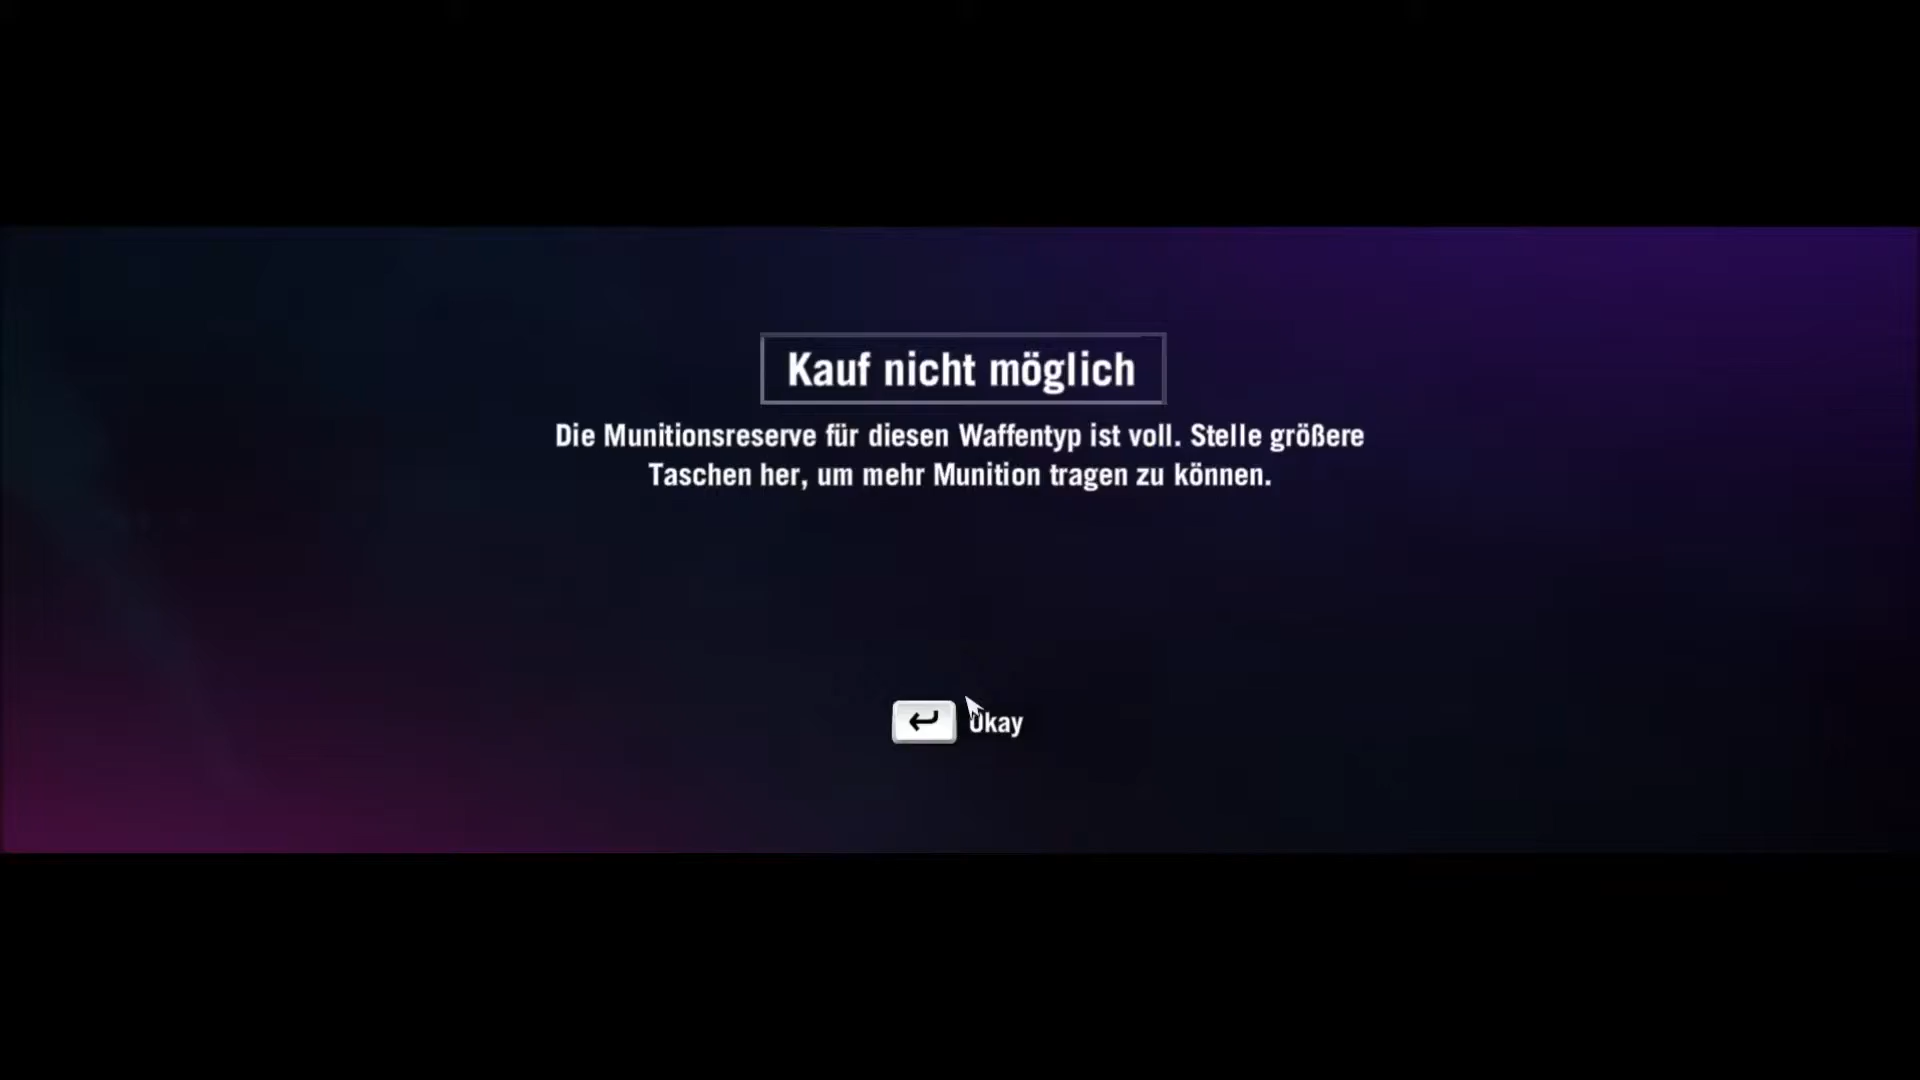 Kauf nicht möglich
Die Munitionsreserve für diesen Waffentyp ist voll. Stelle größere
Taschen her, um mehr Munition tragen zu können.
Okay